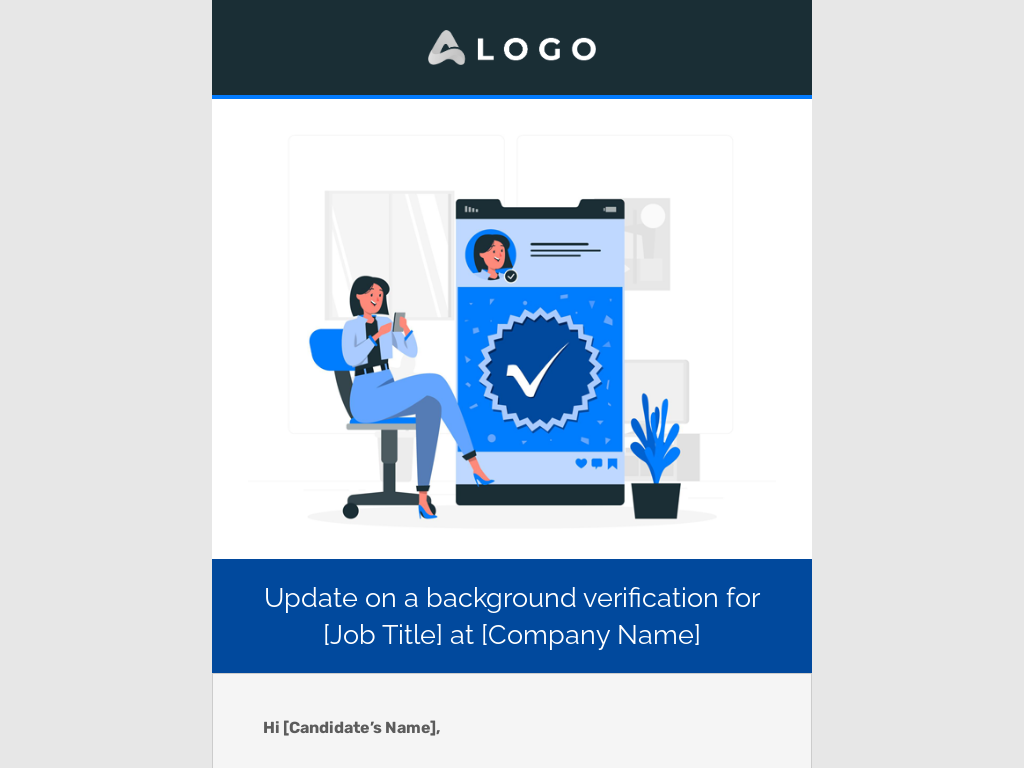 LOGO
Update on a background verification for
[Job Title] at [Company Name]
Hi [Candidate’s Name],